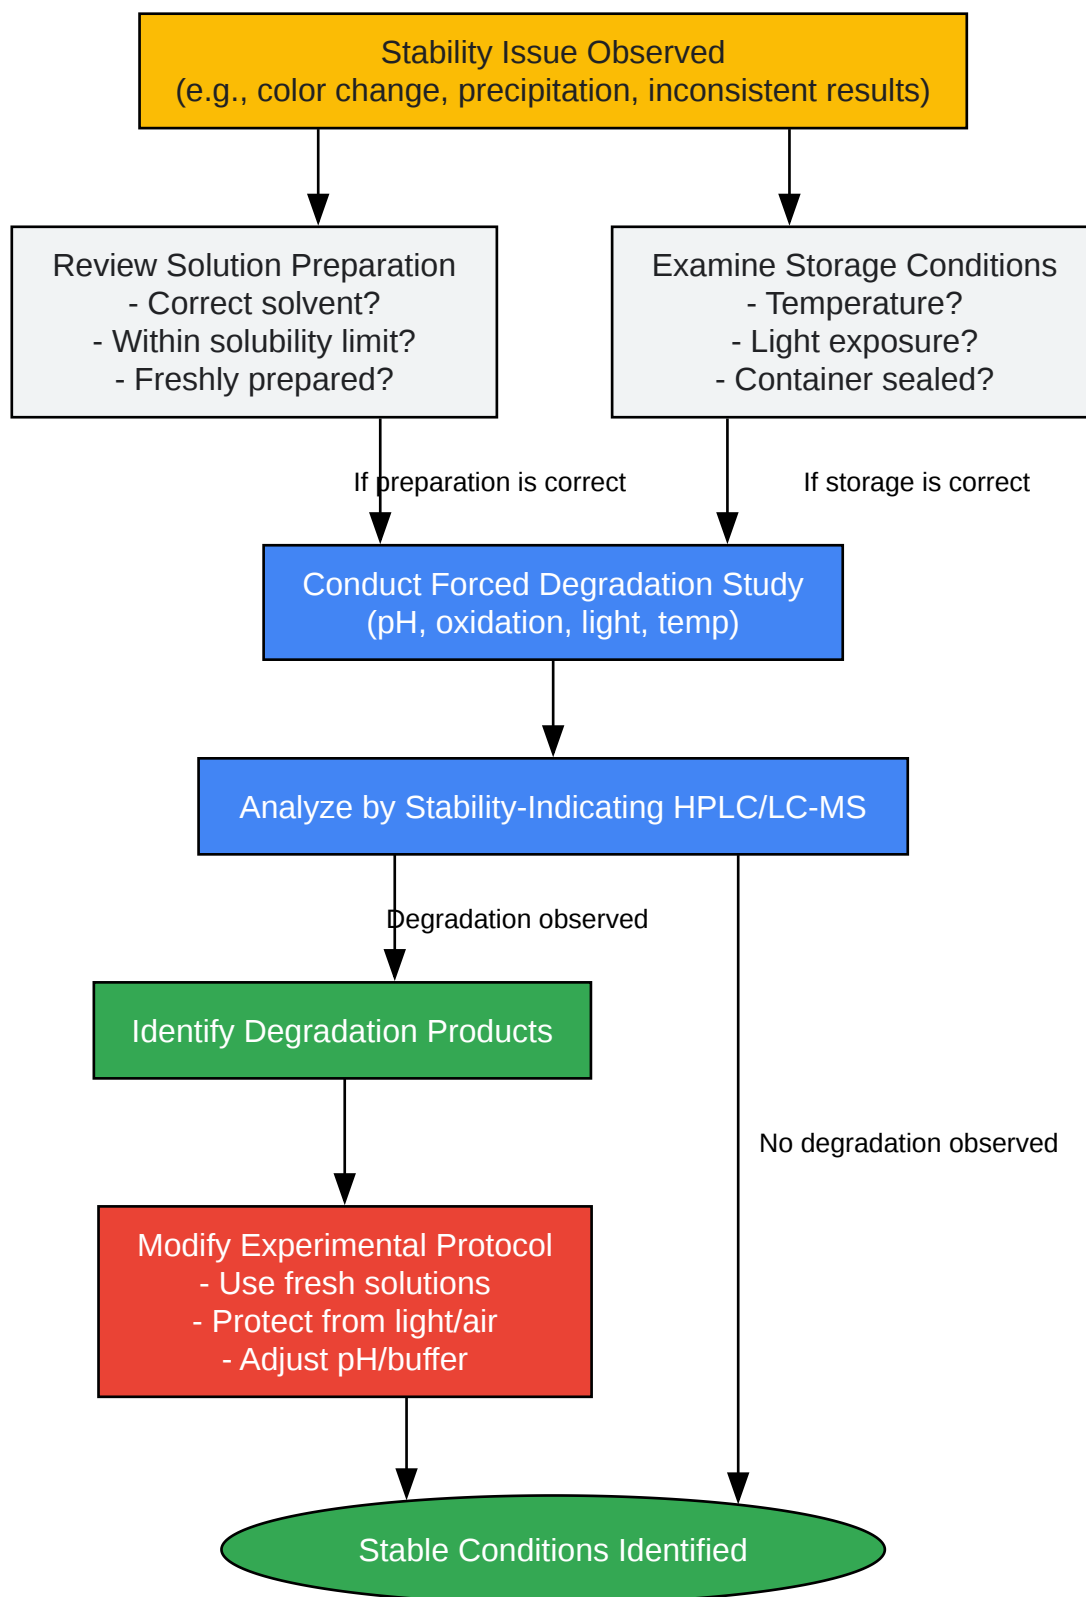 Stability Issue Observed
(e.g., color change, precipitation, inconsistent results)
Review Solution Preparation
- Correct solvent?
- Within solubility limit?
- Freshly prepared?
Examine Storage Conditions
- Temperature?
- Light exposure?
- Container sealed?
If preparation is correct
If storage is correct
Conduct Forced Degradation Study
(pH, oxidation, light, temp)
Analyze by Stability-Indicating HPLC/LC-MS
Degradation observed
Identify Degradation Products
No degradation observed
Modify Experimental Protocol
- Use fresh solutions
- Protect from light/air
- Adjust pH/buffer
Stable Conditions Identified